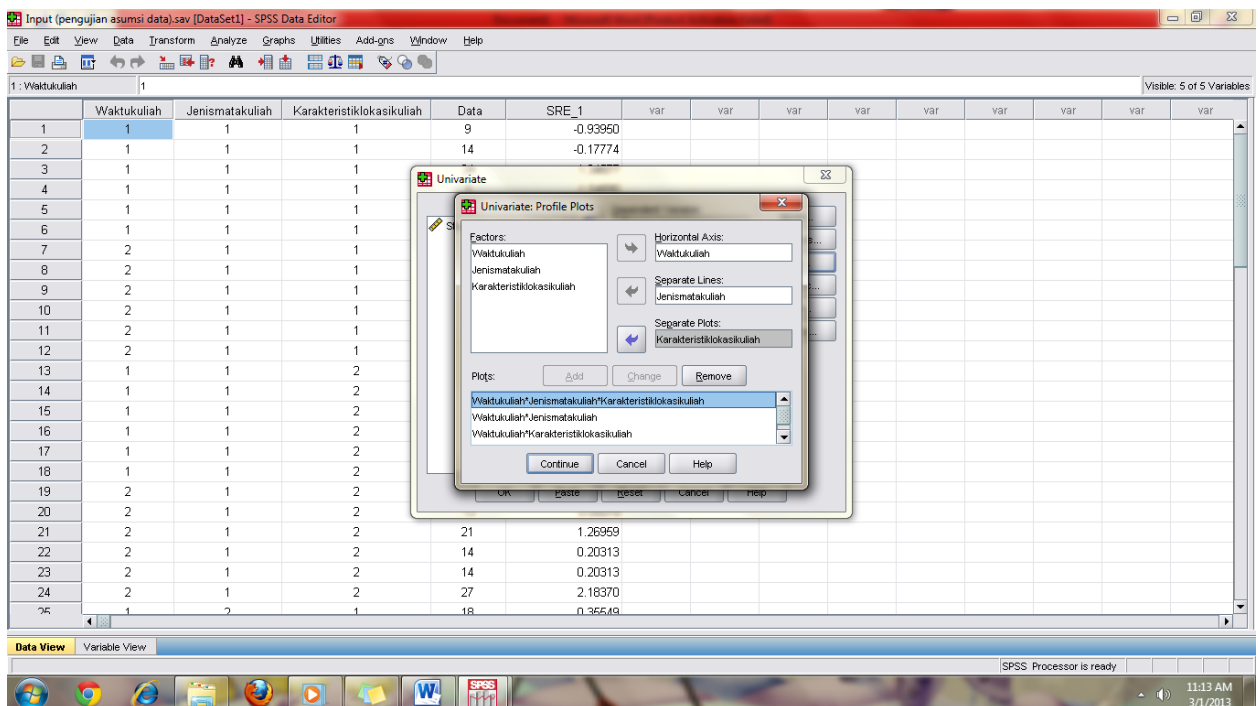 Input (pengujian asumsi data).sav [DataSet1] - SPSS Data Editor
File Edit View Data Transform Analyze Graphs Utilities Add-ons Window Help
1 : Waktukuliah 1 Visible: 5 of 5 Variables
Waktukuliah Jenismatakuliah Karakteristiklokasikuliah Data SRE_1 var var var var var var var var
1 1 1 1 9 -0.93950
2 1 1 1 14 -0.17774
3 1 1 1
4 1 1 1
5 1 1 1
6 1 1 1
7 2 1 1
8 2 1 1
9 2 1 1
10 2 1 1
11 2 1 1
12 2 1 1
13 1 1 2
14 1 1 2
15 1 1 2
16 1 1 2
17 1 1 2
18 1 1 2
19 2 1 2
20 2 1 2
21 2 1 2 21 1.26959
22 2 1 2 14 0.20313
23 2 1 2 14 0.20313
24 2 1 2 27 2.18370
25 1 2 1 18 0.35549
Univariate
Univariate: Profile Plots
Factors:
Waktukuliah
Jenismatakuliah
Karakteristiklokasikuliah
Horizontal Axis:
Waktukuliah
Separate Lines:
Jenismatakuliah
Separate Plots:
Karakteristiklokasikuliah
Plots: Add Change Remove
Waktukuliah*Jenismatakuliah*Karakteristiklokasikuliah
Waktukuliah*Jenismatakuliah
Waktukuliah*Karakteristiklokasikuliah
Continue Cancel Help
OK Paste Reset Cancel Help
Data View Variable View
SPSS Processor is ready
SPSS
11:13 AM
3/1/2013